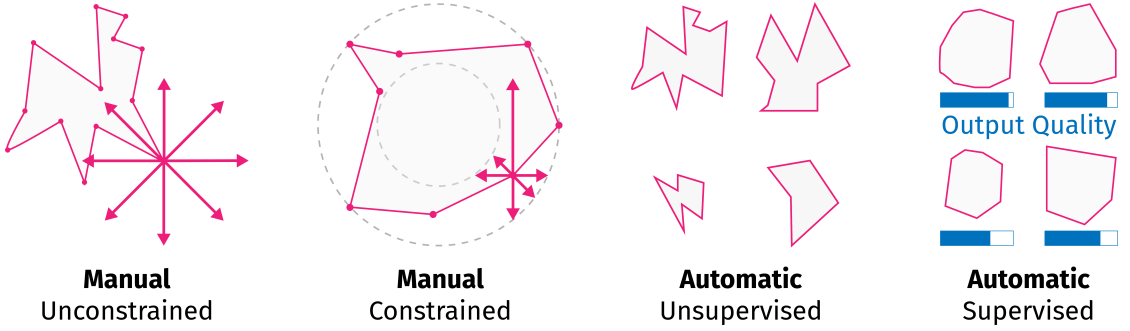 Output Quality
Manual
Unconstrained
Manual
Constrained
Automatic
Unsupervised
Automatic
Supervised